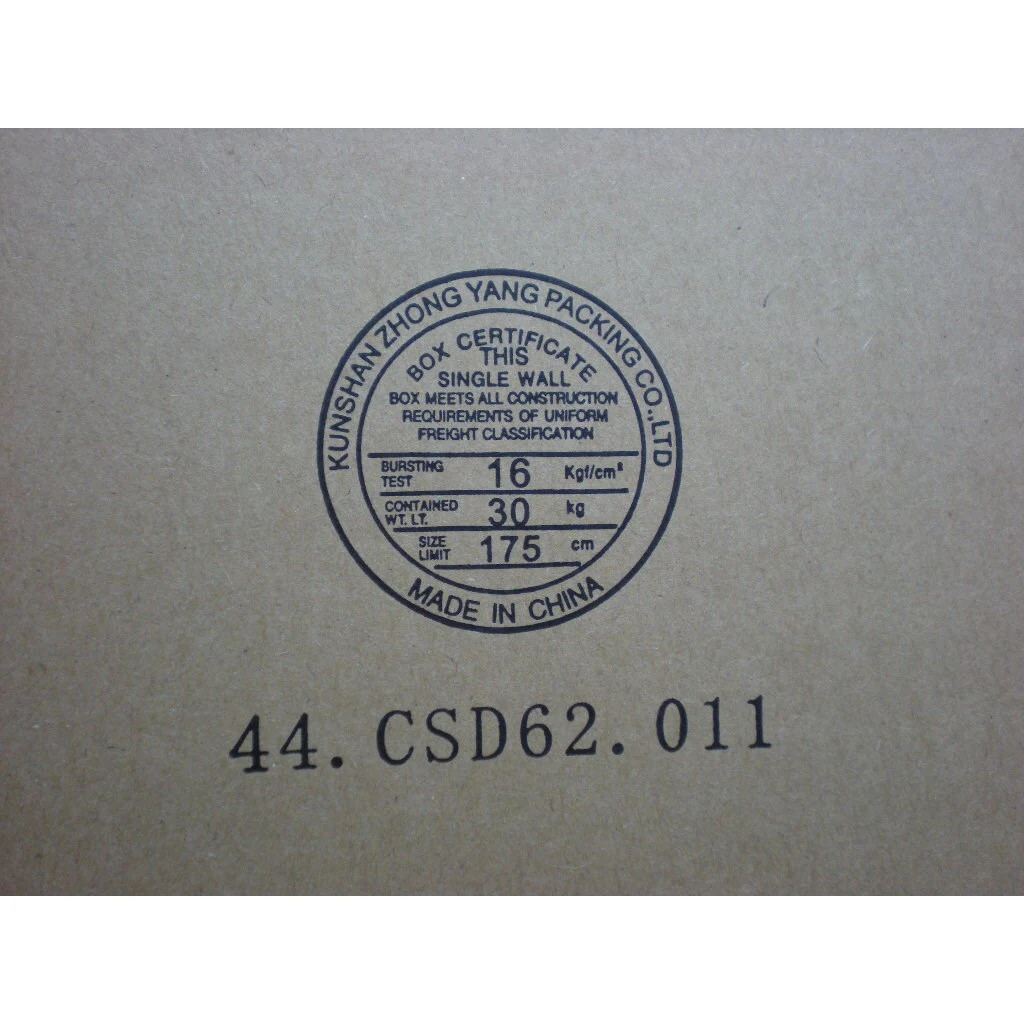 KUNSHAN ZHONG YANG PACKING CO.,LTD
BOX CERTIFICATE
THIS
SINGLE WALL
BOX MEETS ALL CONSTRUCTION
REQUIREMENTS OF UNIFORM
FREIGHT CLASSIFICATION
BURSTING TEST 16 Kgf/cm²
CONTAINED WT. LT. 30 kg
SIZE LIMIT 175 cm
MADE IN CHINA
44.CSD62.011